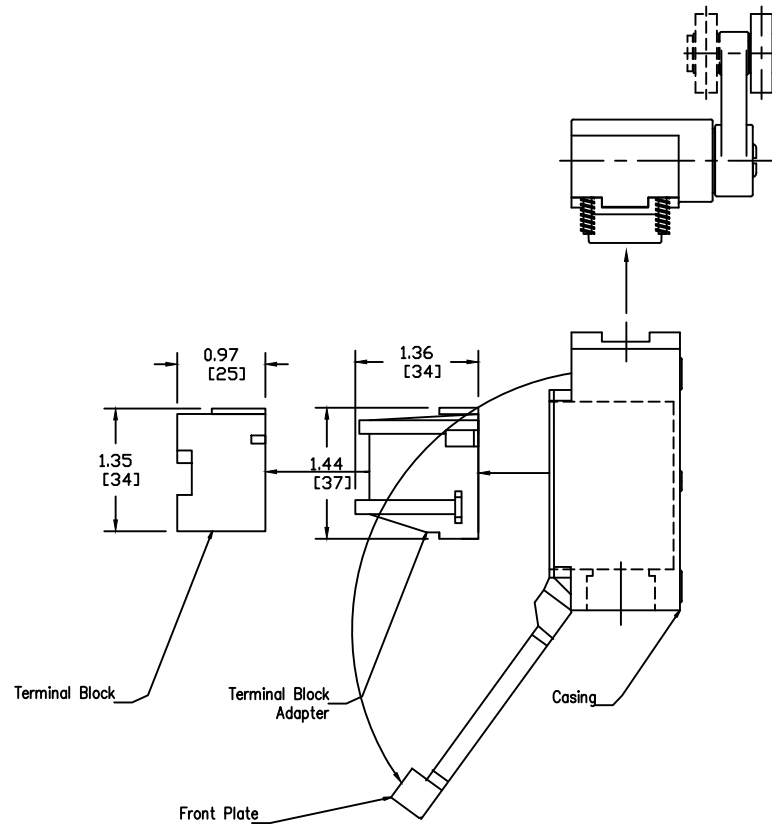 0.97
[25]
1.36
[34]
1.35
[34]
1.44
[37]
Terminal Block
Terminal Block
Adapter
Casing
Front Plate